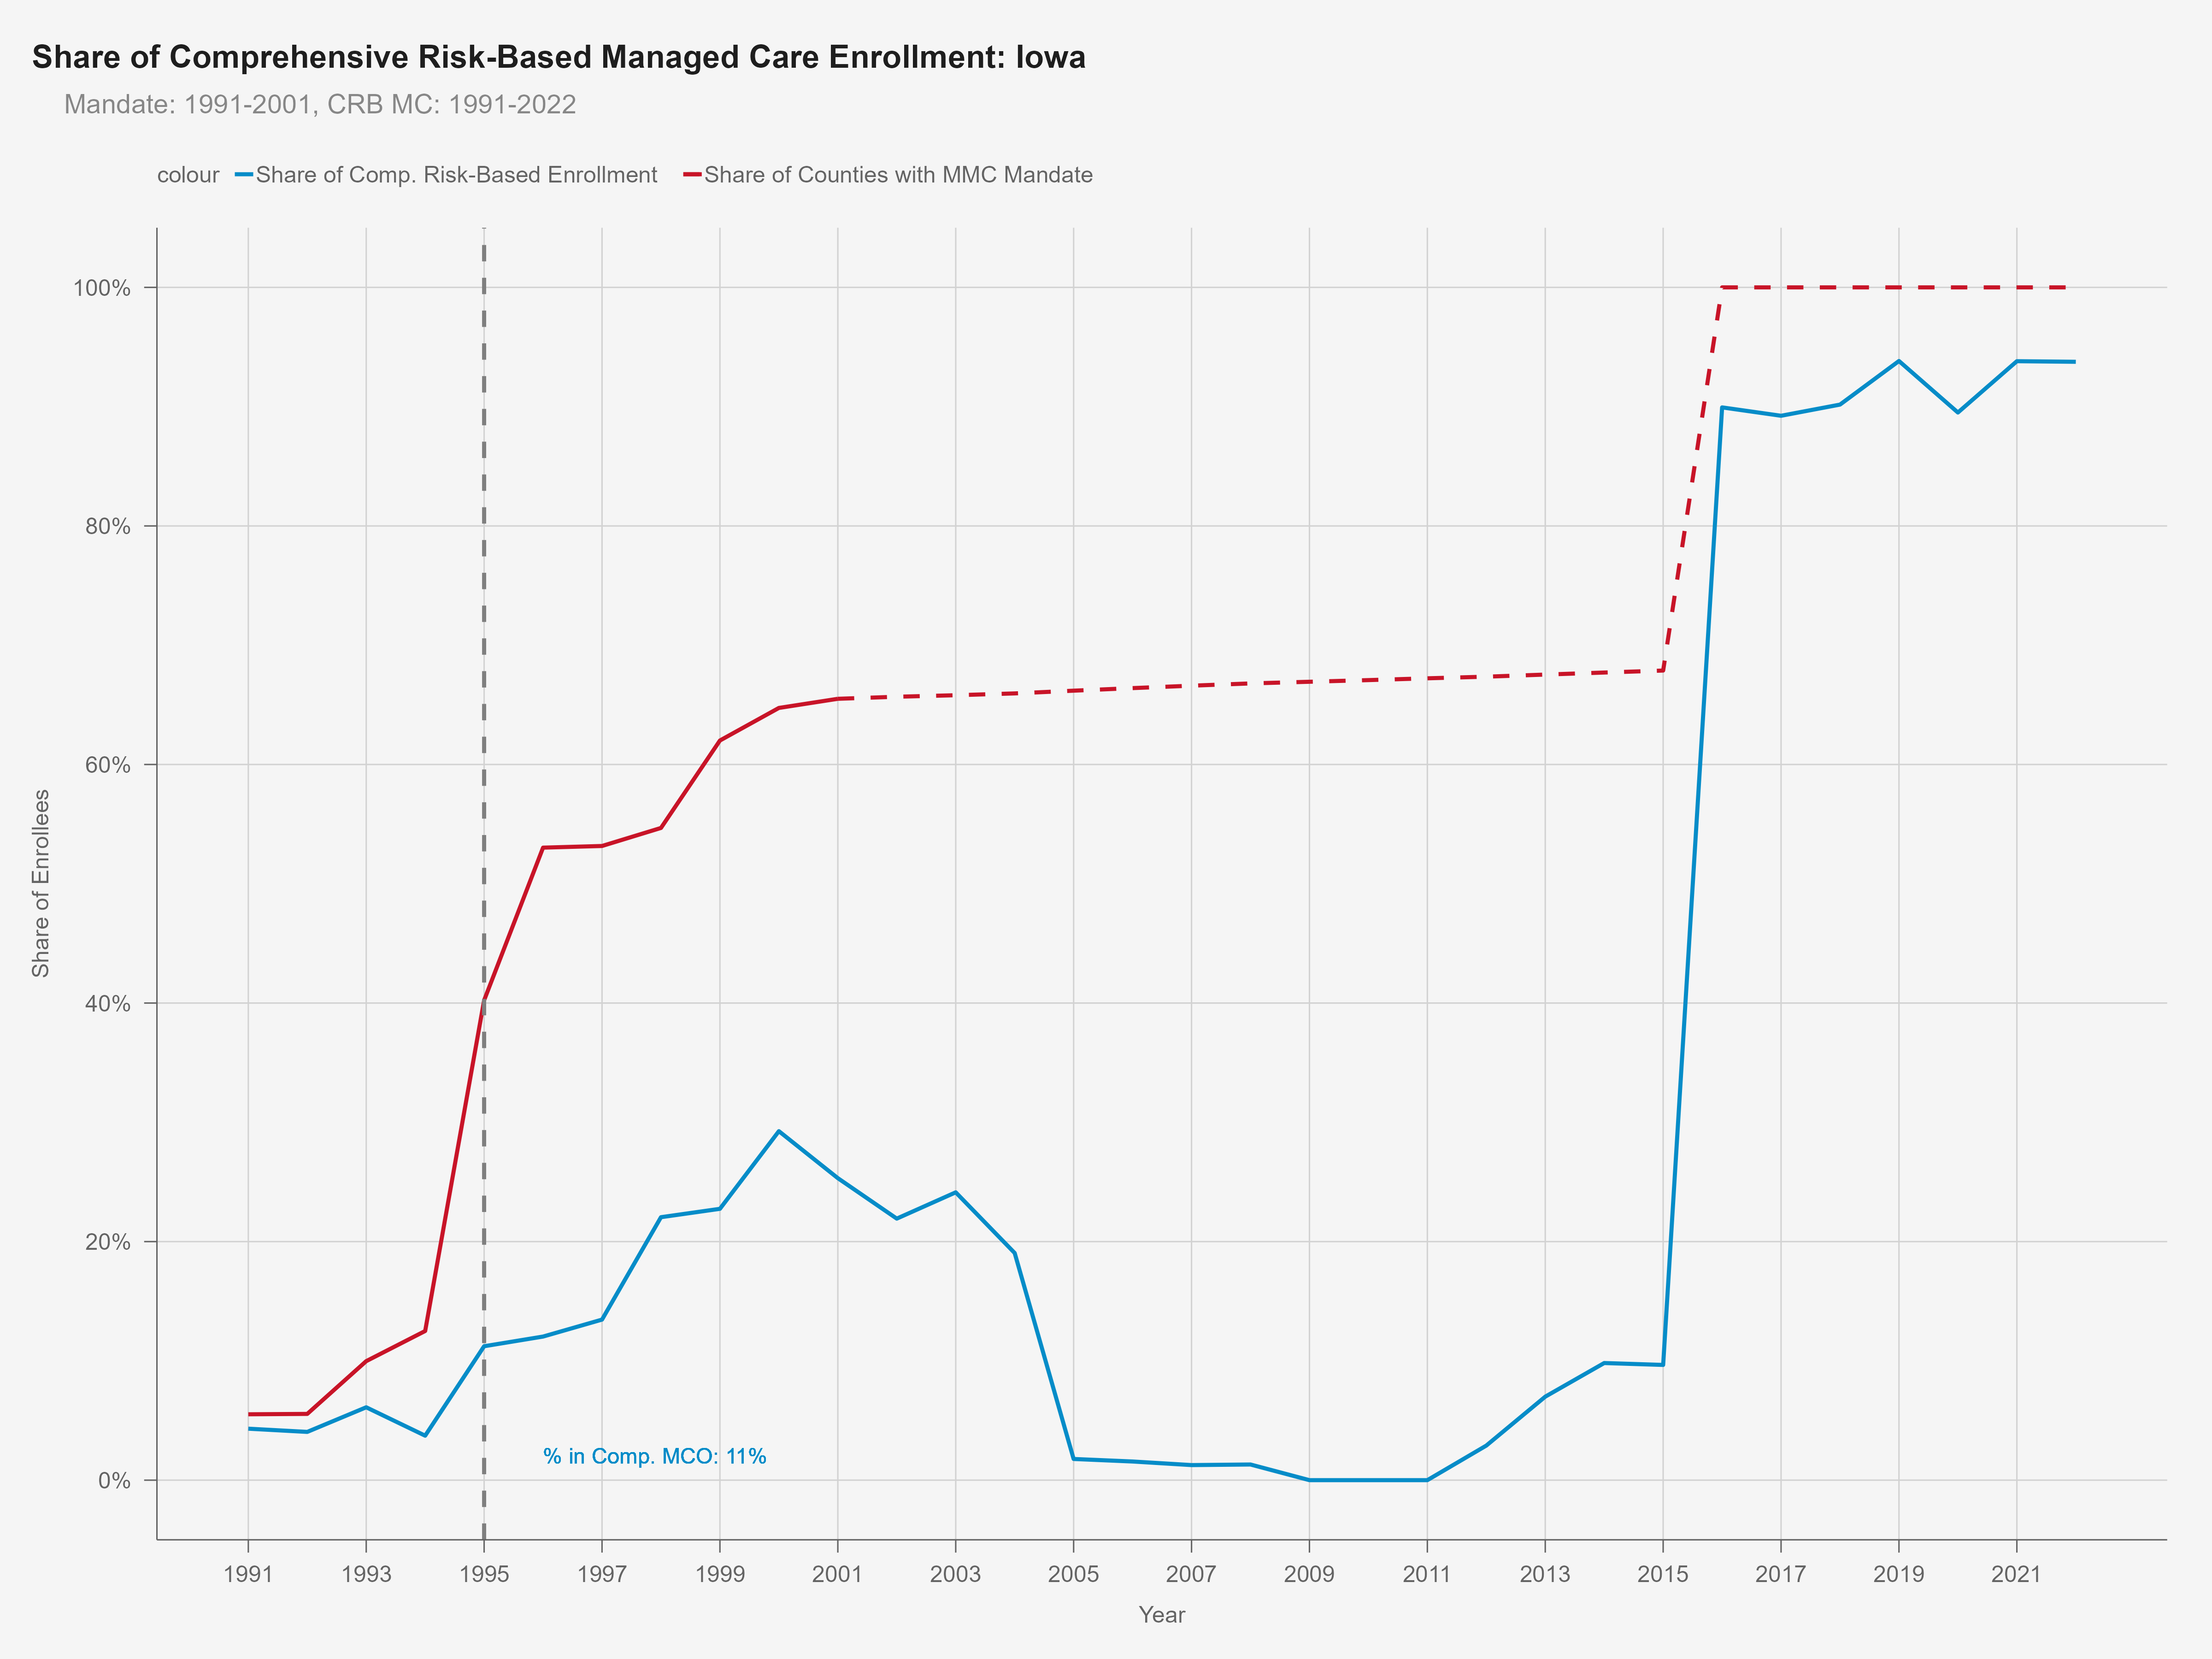 Share of Comprehensive Risk-Based Managed Care Enrollment: Iowa
Mandate: 1991-2001, CRB MC: 1991-2022
colour Share of Comp. Risk-Based Enrollment Share of Counties with MMC Mandate
100%
80%
60%
40%
20%
0%
Share of Enrollees
% in Comp. MCO: 11%
1991 1993 1995 1997 1999 2001 2003 2005 2007 2009 2011 2013 2015 2017 2019 2021
Year